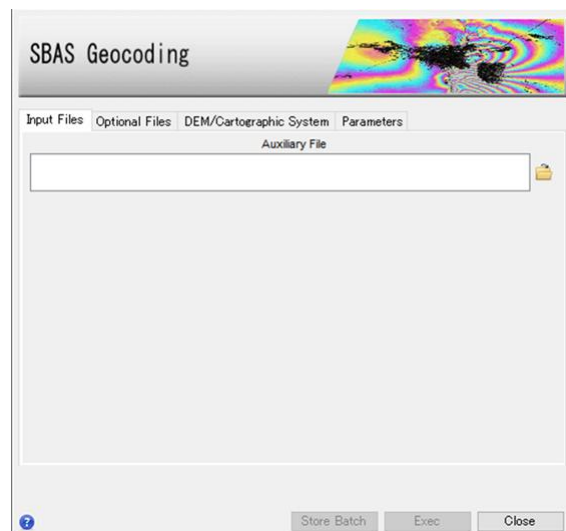 SBAS Geocoding
Input Files Optional Files DEM/Cartographic System Parameters
Auxiliary File
Store Batch Exec Close